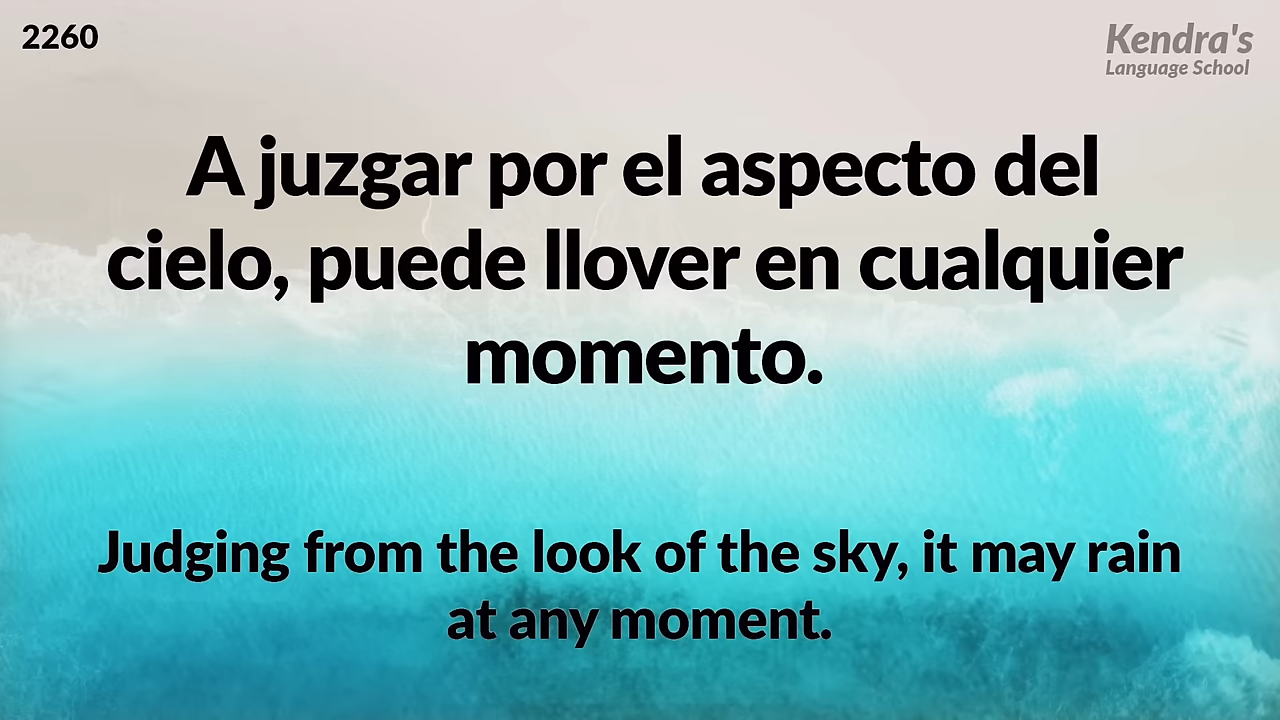 2260
Kendra's
Language School
A juzgar por el aspecto del
cielo, puede llover en cualquier
momento.
Judging from the look of the sky, it may rain
at any moment.